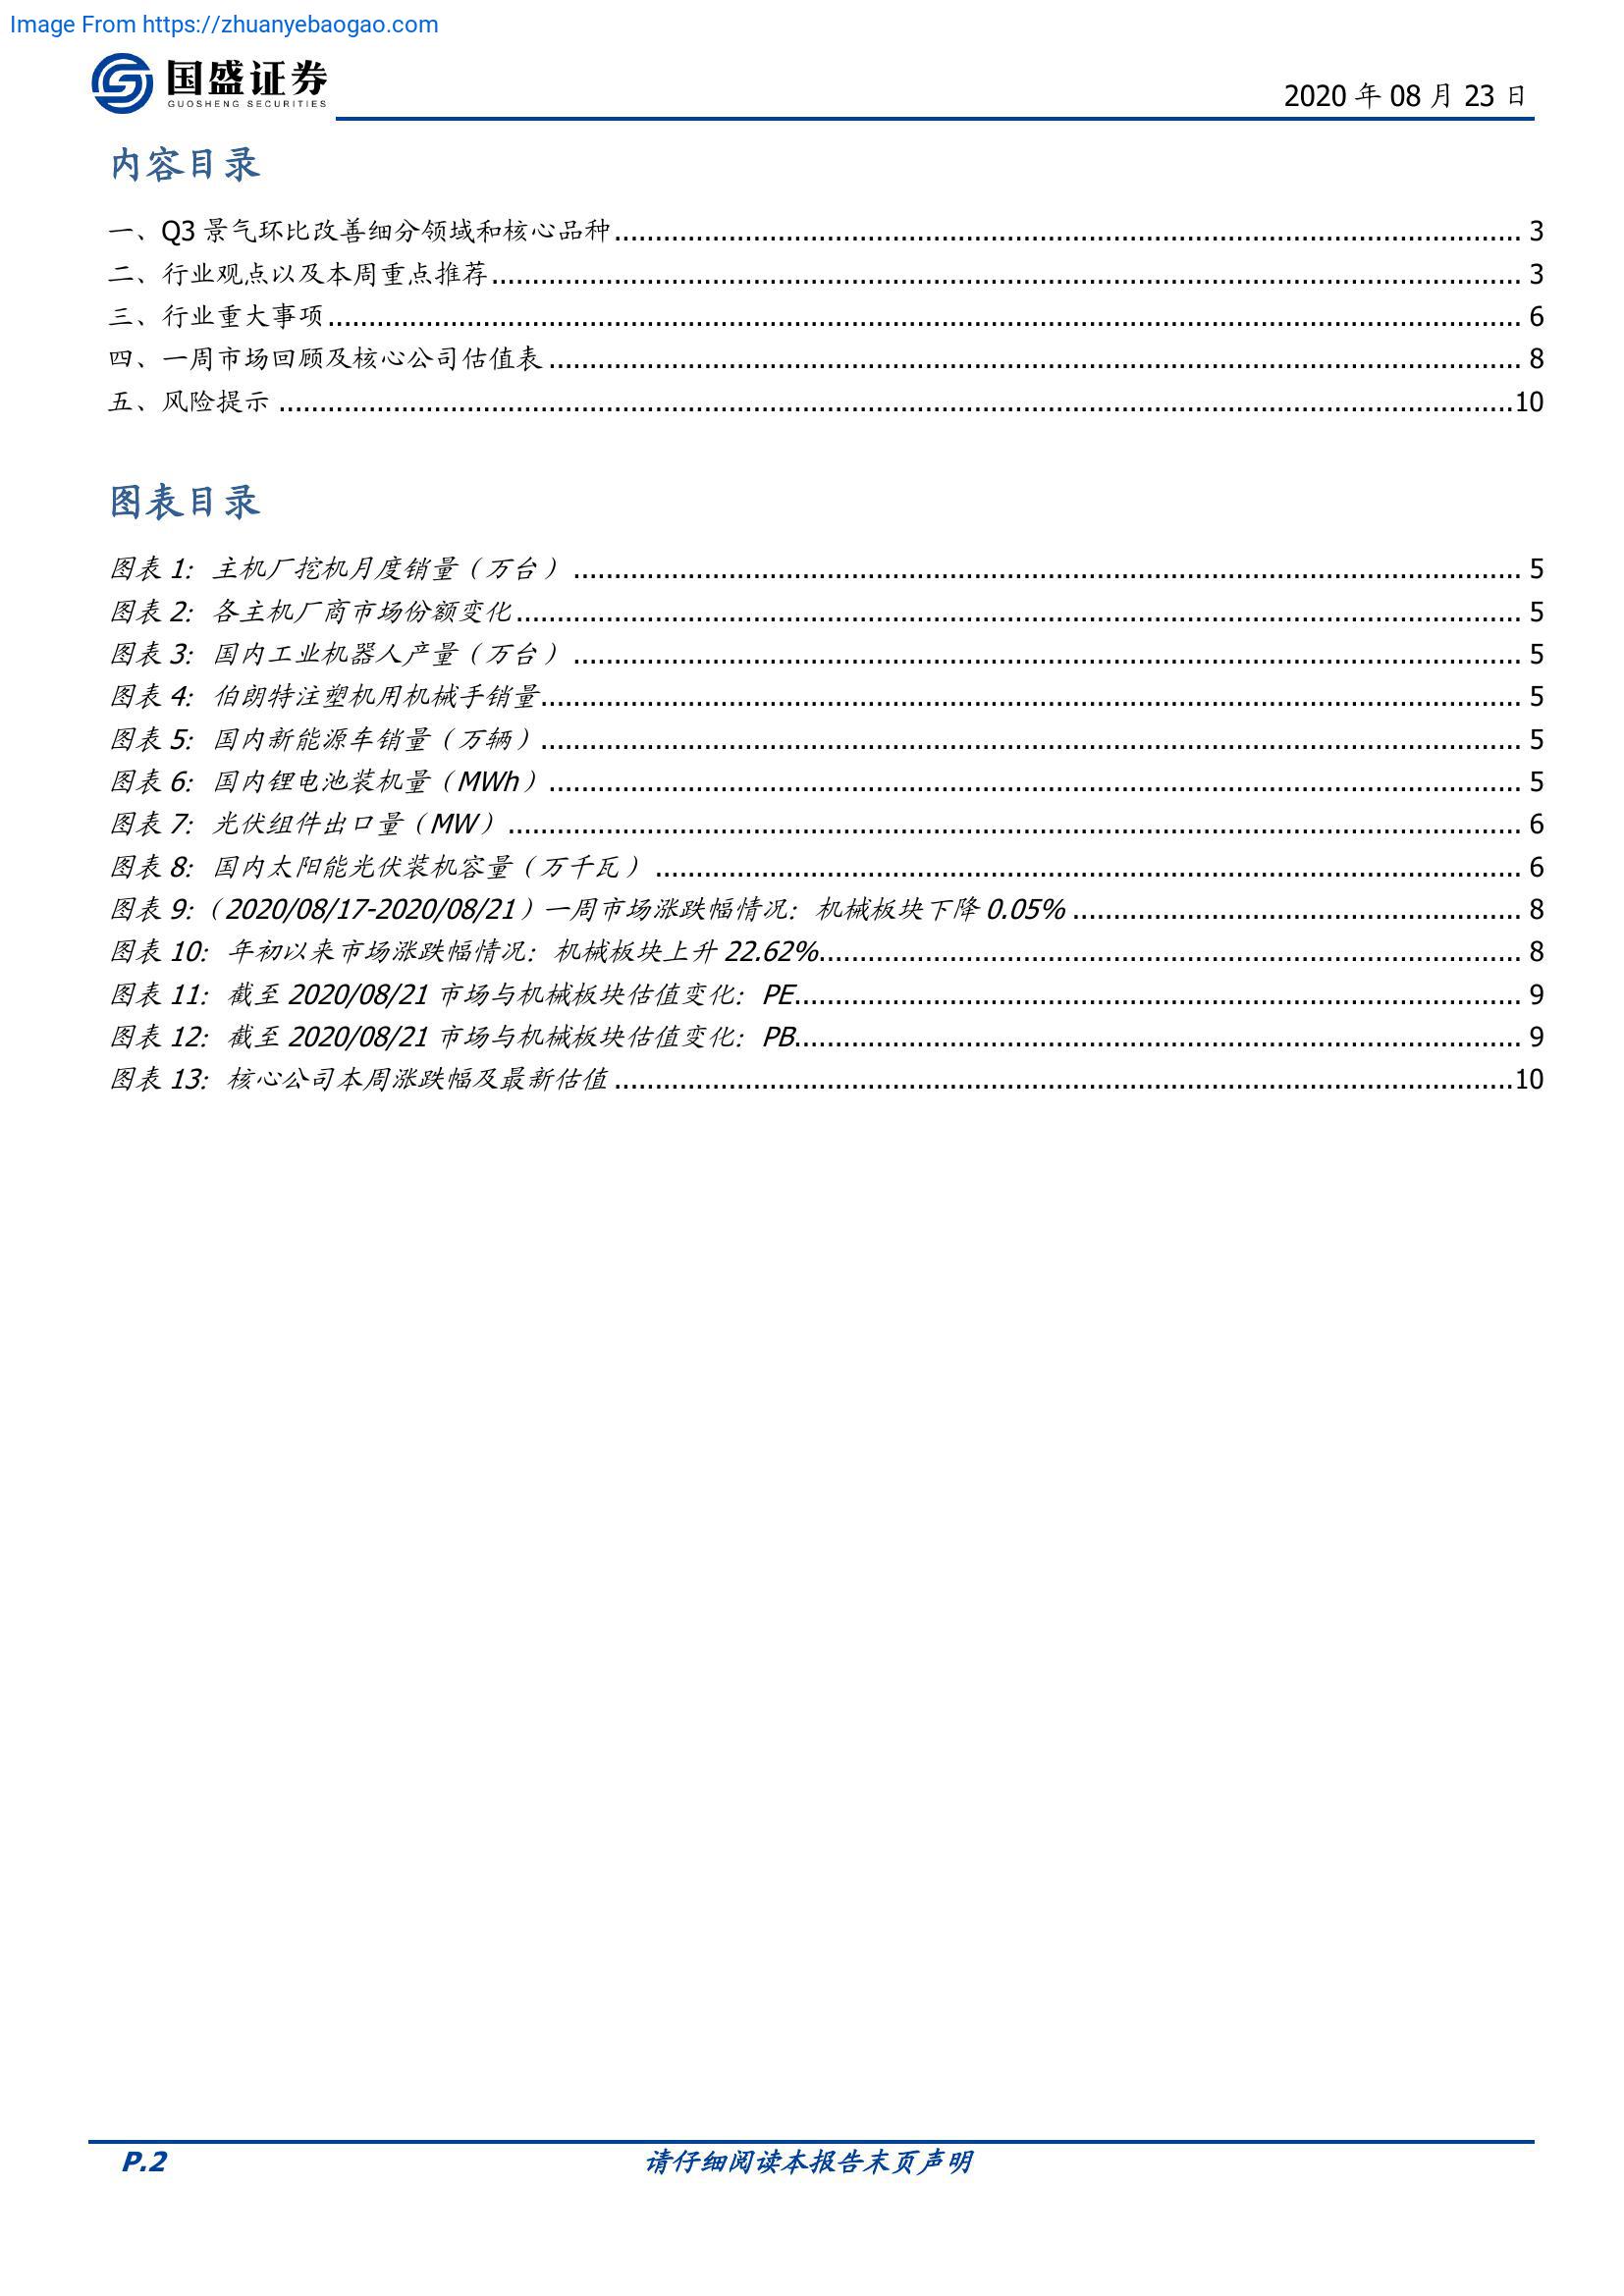 Image From https://zhuanyebaogao.com
国盛证券
GUOSHENG SECURITIES
2020 年 08 月 23 日
内容目录
一、Q3 景气环比改善细分领域和核心品种 3
二、行业观点以及本周重点推荐 3
三、行业重大事项 6
四、一周市场回顾及核心公司估值表 8
五、风险提示 10
图表目录
图表 1：主机厂挖机月度销量（万台） 5
图表 2：各主机厂商市场份额变化 5
图表 3：国内工业机器人产量（万台） 5
图表 4：伯朗特注塑机用机械手销量 5
图表 5：国内新能源车销量（万辆） 5
图表 6：国内锂电池装机量（MWh） 5
图表 7：光伏组件出口量（MW） 6
图表 8：国内太阳能光伏装机容量（万千瓦） 6
图表 9：（2020/08/17-2020/08/21）一周市场涨跌幅情况：机械板块下降 0.05% 8
图表 10：年初以来市场涨跌幅情况：机械板块上升 22.62% 8
图表 11：截至 2020/08/21 市场与机械板块估值变化：PE 9
图表 12：截至 2020/08/21 市场与机械板块估值变化：PB 9
图表 13：核心公司本周涨跌幅及最新估值 10
P.2
请仔细阅读本报告末页声明